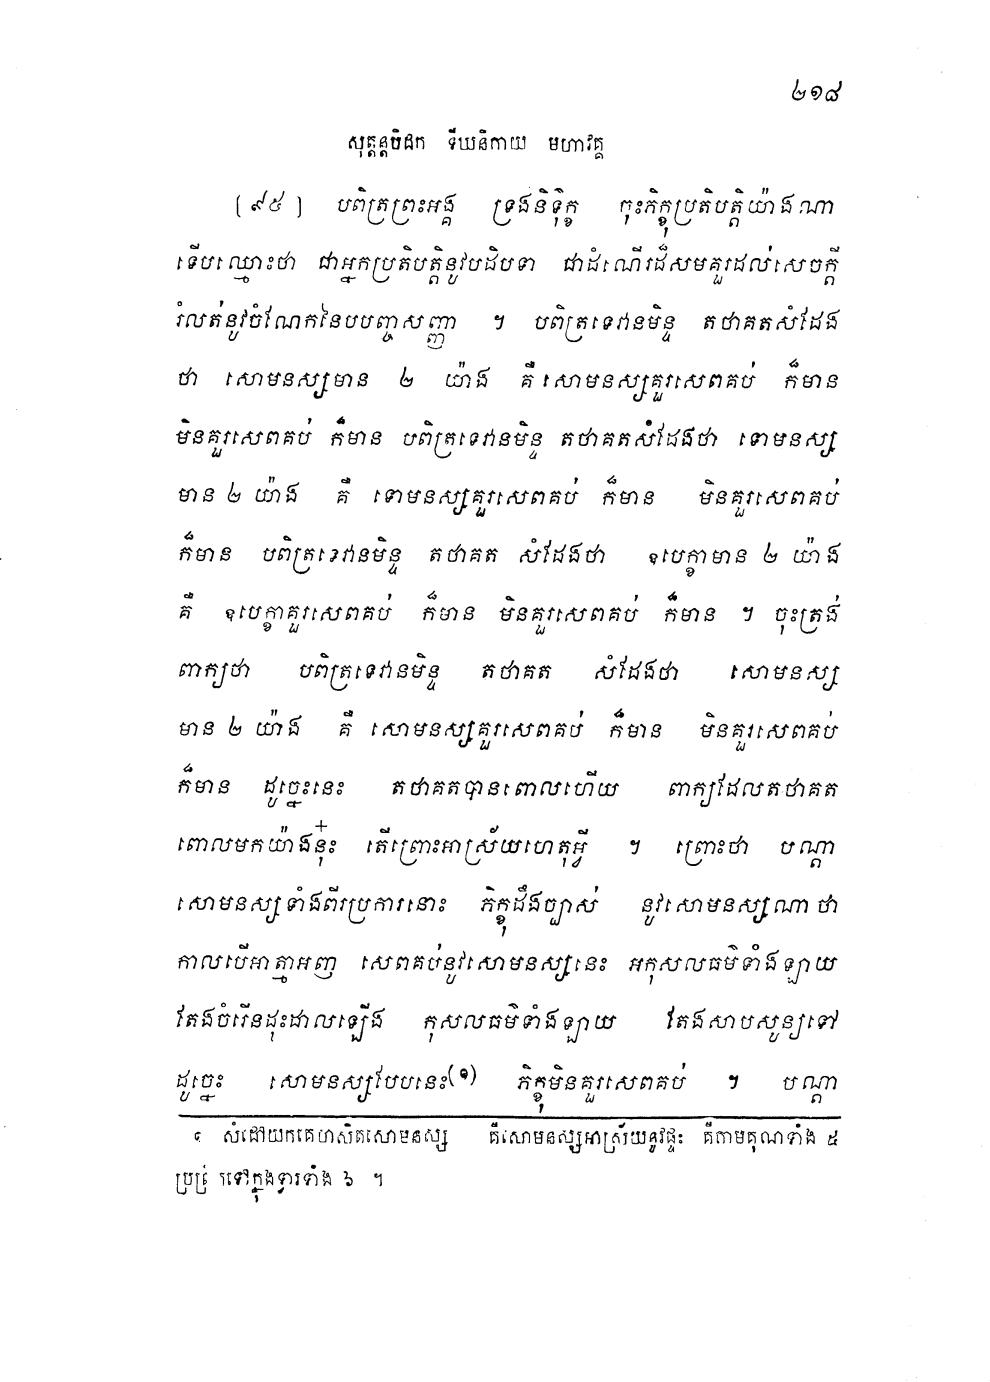 ២១៨
សុត្តន្តបិដក ទីឃនិកាយ មហាវគ្គ
[ ៩៥ ] បពិត្រព្រះអង្គ ទ្រង់និទ្ទុក្ខ ចុះភិក្ខុប្រតិបត្តិយ៉ាងណា
ទើបឈ្មោះថា ជាអ្នកប្រតិបត្តិនូវបដិបទា ជាដំណើរដ៏សមគួរដល់សេចក្តី
រំលត់នូវចំណែកនៃបបញ្ចសញ្ញា ។ បពិត្រទេវានមិន្ទ តថាគតសំដែង
ថា សោមនស្សមាន ២ យ៉ាង គឺ សោមនស្សគួរសេពគប់ ក៏មាន
មិនគួរសេពគប់ ក៏មាន បពិត្រទេវានមិន្ទ តថាគតសំដែងថា ទោមនស្ស
មាន ២ យ៉ាង គឺ ទោមនស្សគួរសេពគប់ ក៏មាន មិនគួរសេពគប់
ក៏មាន បពិត្រទេវានមិន្ទ តថាគត សំដែងថា ឧបេក្ខាមាន ២ យ៉ាង
គឺ ឧបេក្ខាគួរសេពគប់ ក៏មាន មិនគួរសេពគប់ ក៏មាន ។ ចុះត្រង់
ពាក្យថា បពិត្រទេវានមិន្ទ តថាគត សំដែងថា សោមនស្ស
មាន ២ យ៉ាង គឺ សោមនស្សគួរសេពគប់ ក៏មាន មិនគួរសេពគប់
ក៏មាន ដូច្នេះនេះ តថាគតបានពោលហើយ ពាក្យដែលតថាគត
ពោលមកយ៉ាងនុ៎ះ តើព្រោះអាស្រ័យហេតុអ្វី ។ ព្រោះថា បណ្តា
សោមនស្សទាំងពីរប្រការនោះ ភិក្ខុដឹងច្បាស់ នូវសោមនស្សណា ថា
កាលបើអាត្មាអញ សេពគប់នូវសោមនស្សនេះ អកុសលធម៌ទាំងឡាយ
តែងចំរើនដុះដាលឡើង កុសលធម៌ទាំងឡាយ តែងសាបសូន្យទៅ
ដូច្នេះ សោមនស្សបែបនេះ(១) ភិក្ខុមិនគួរសេពគប់ ។ បណ្តា
១ សំដៅយកគេហសិតសោមនស្ស គឺសោមនស្សអាស្រ័យនូវផ្ទះ គឺកាមគុណទាំង ៥
ប្រព្រឹត្តទៅក្នុងទ្វារទាំង ៦ ។